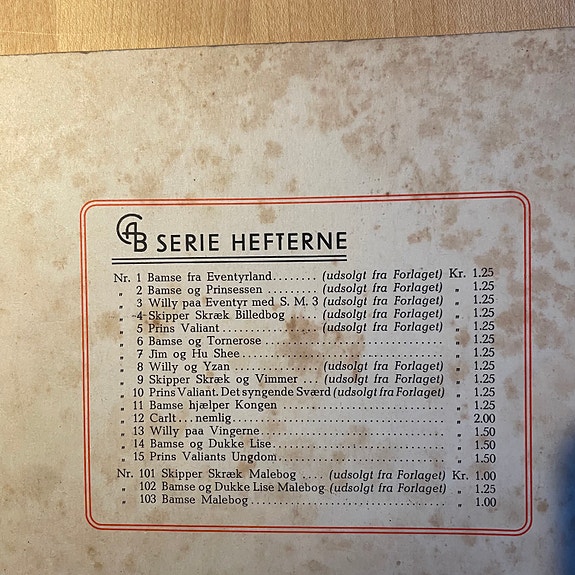 CAB SERIE HEFTERNE
Nr. 1 Bamse fra Eventyrland........ (udsolgt fra Forlaget) Kr. 1.25
„ 2 Bamse og Prinsessen ......... (udsolgt fra Forlaget) „ 1.25
„ 3 Willy paa Eventyr med S. M. 3 (udsolgt fra Forlaget) „ 1.25
„ 4 Skipper Skræk Billedbog ..... (udsolgt fra Forlaget) „ 1.25
„ 5 Prins Valiant ............... (udsolgt fra Forlaget) „ 1.25
„ 6 Bamse og Tornerose ............................ „ 1.25
„ 7 Jim og Hu Shee ................................ „ 1.25
„ 8 Willy og Yzan ............... (udsolgt fra Forlaget) „ 1.25
„ 9 Skipper Skræk og Vimmer ... (udsolgt fra Forlaget) „ 1.25
„ 10 Prins Valiant. Det syngende Sværd (udsolgt fra Forlaget) „ 1.25
„ 11 Bamse hjælper Kongen .......................... „ 1.25
„ 12 Carlt... nemlig ............................... „ 2.00
„ 13 Willy paa Vingerne ............................ „ 1.50
„ 14 Bamse og Dukke Lise ........................... „ 1.50
„ 15 Prins Valiants Ungdom ......................... „ 1.50
Nr. 101 Skipper Skræk Malebog .... (udsolgt fra Forlaget) Kr. 1.00
„ 102 Bamse og Dukke Lise Malebog (udsolgt fra Forlaget) „ 1.25
„ 103 Bamse Malebog ................................ „ 1.00